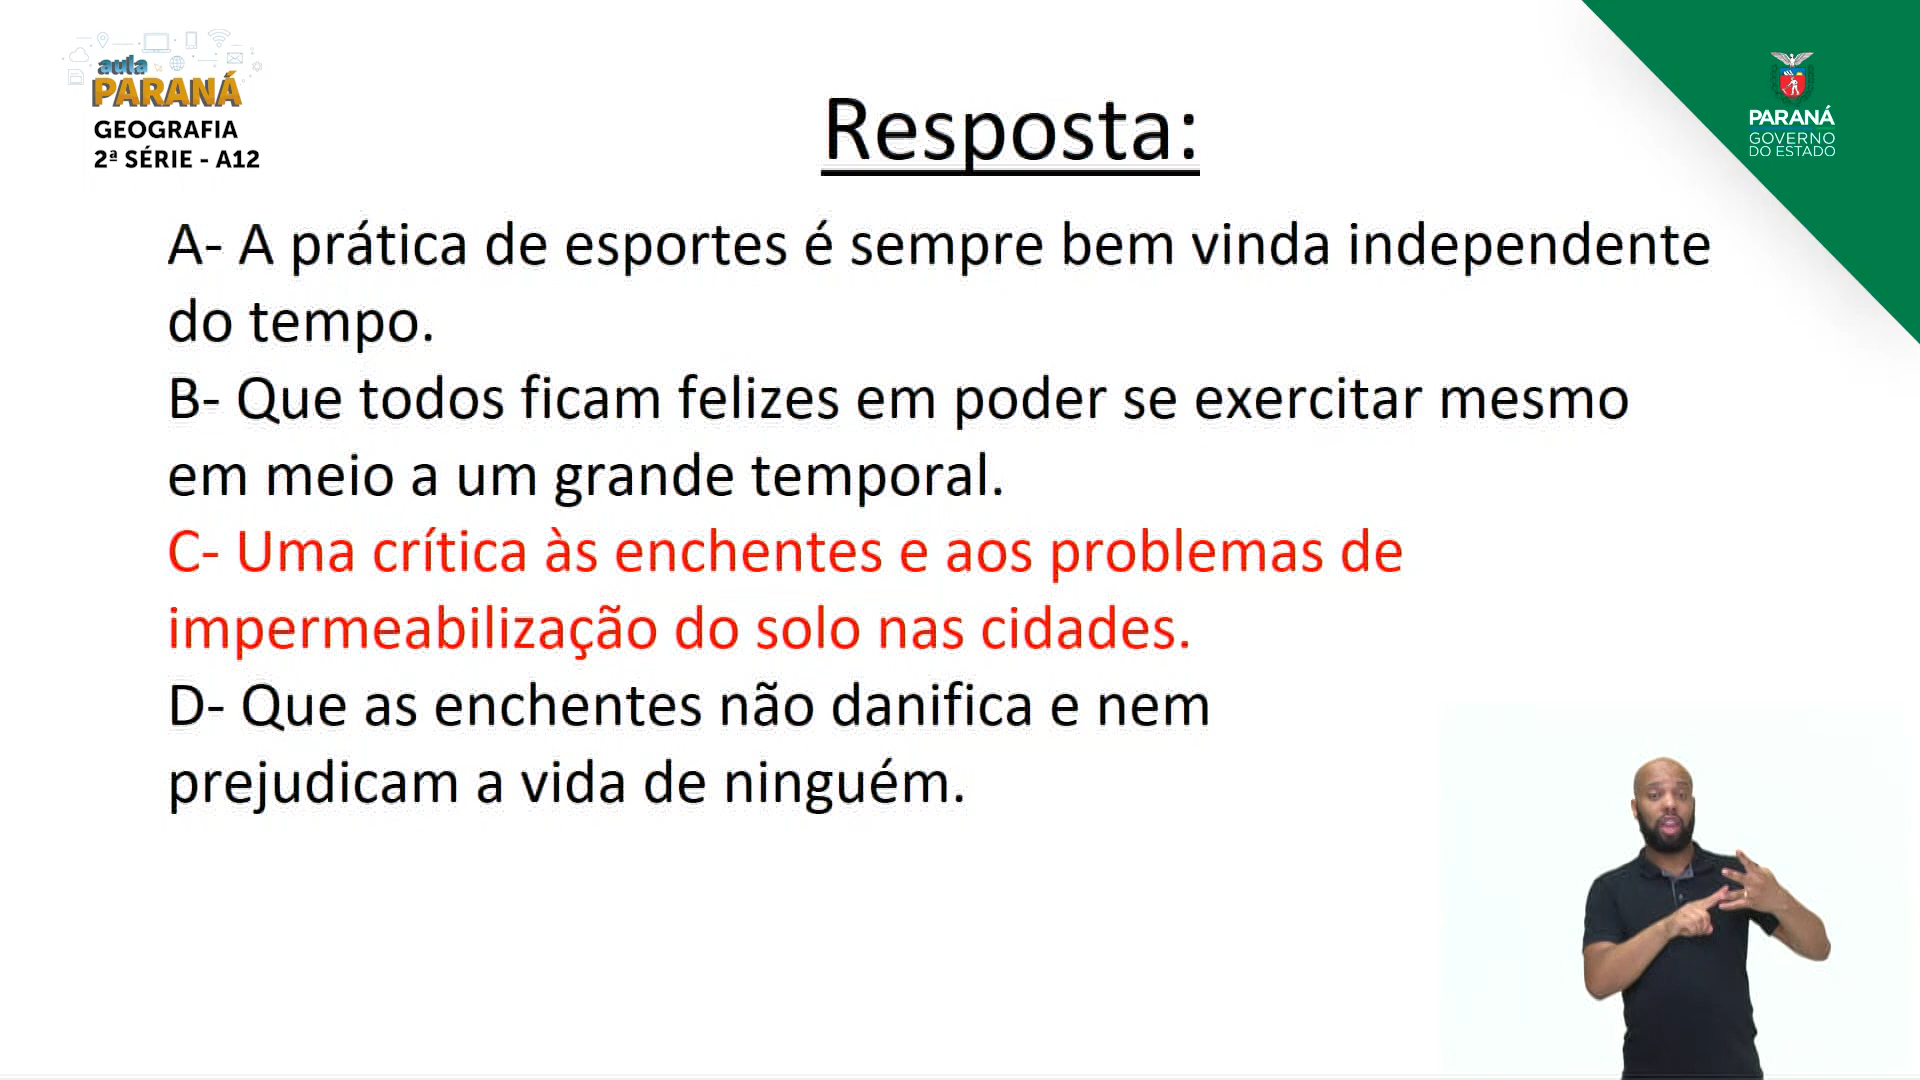 aula
PARANÁ
GEOGRAFIA
2ª SÉRIE - A12
Resposta:
PARANÁ
GOVERNO
DO ESTADO
A- A prática de esportes é sempre bem vinda independente
do tempo.
B- Que todos ficam felizes em poder se exercitar mesmo
em meio a um grande temporal.
C- Uma crítica às enchentes e aos problemas de
impermeabilização do solo nas cidades.
D- Que as enchentes não danifica e nem
prejudicam a vida de ninguém.